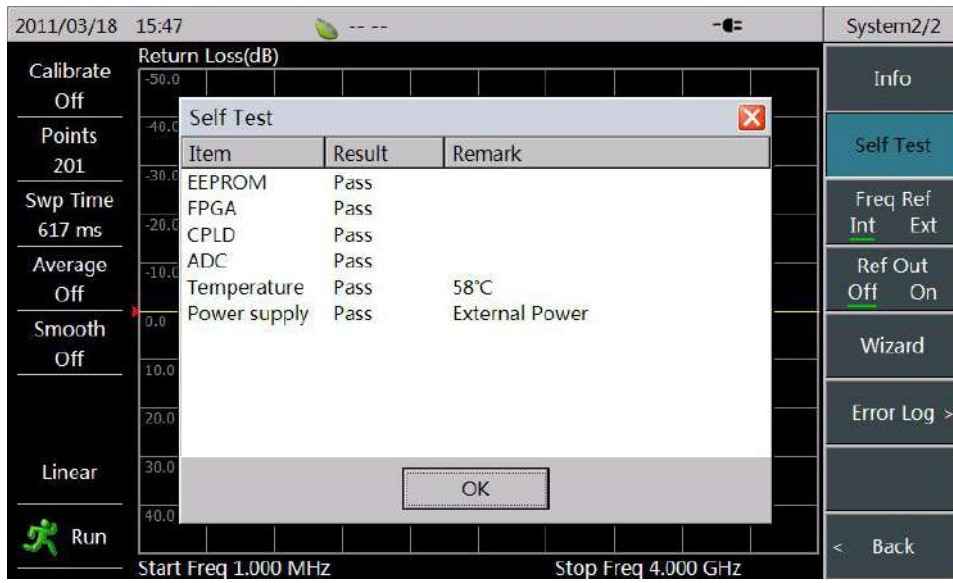 2011/03/18 15:47 -- -- System2/2
Calibrate
Off
Points
201
Swp Time
617 ms
Average
Off
Smooth
Off
Linear
Run
Return Loss(dB)
-50.0
-40.0
-30.0
-20.0
-10.0
0.0
10.0
20.0
30.0
40.0
Start Freq 1.000 MHz Stop Freq 4.000 GHz
Self Test
Item Result Remark
EEPROM Pass
FPGA Pass
CPLD Pass
ADC Pass
Temperature Pass 58℃
Power supply Pass External Power
OK
Info
Self Test
Freq Ref
Int Ext
Ref Out
Off On
Wizard
Error Log >
< Back